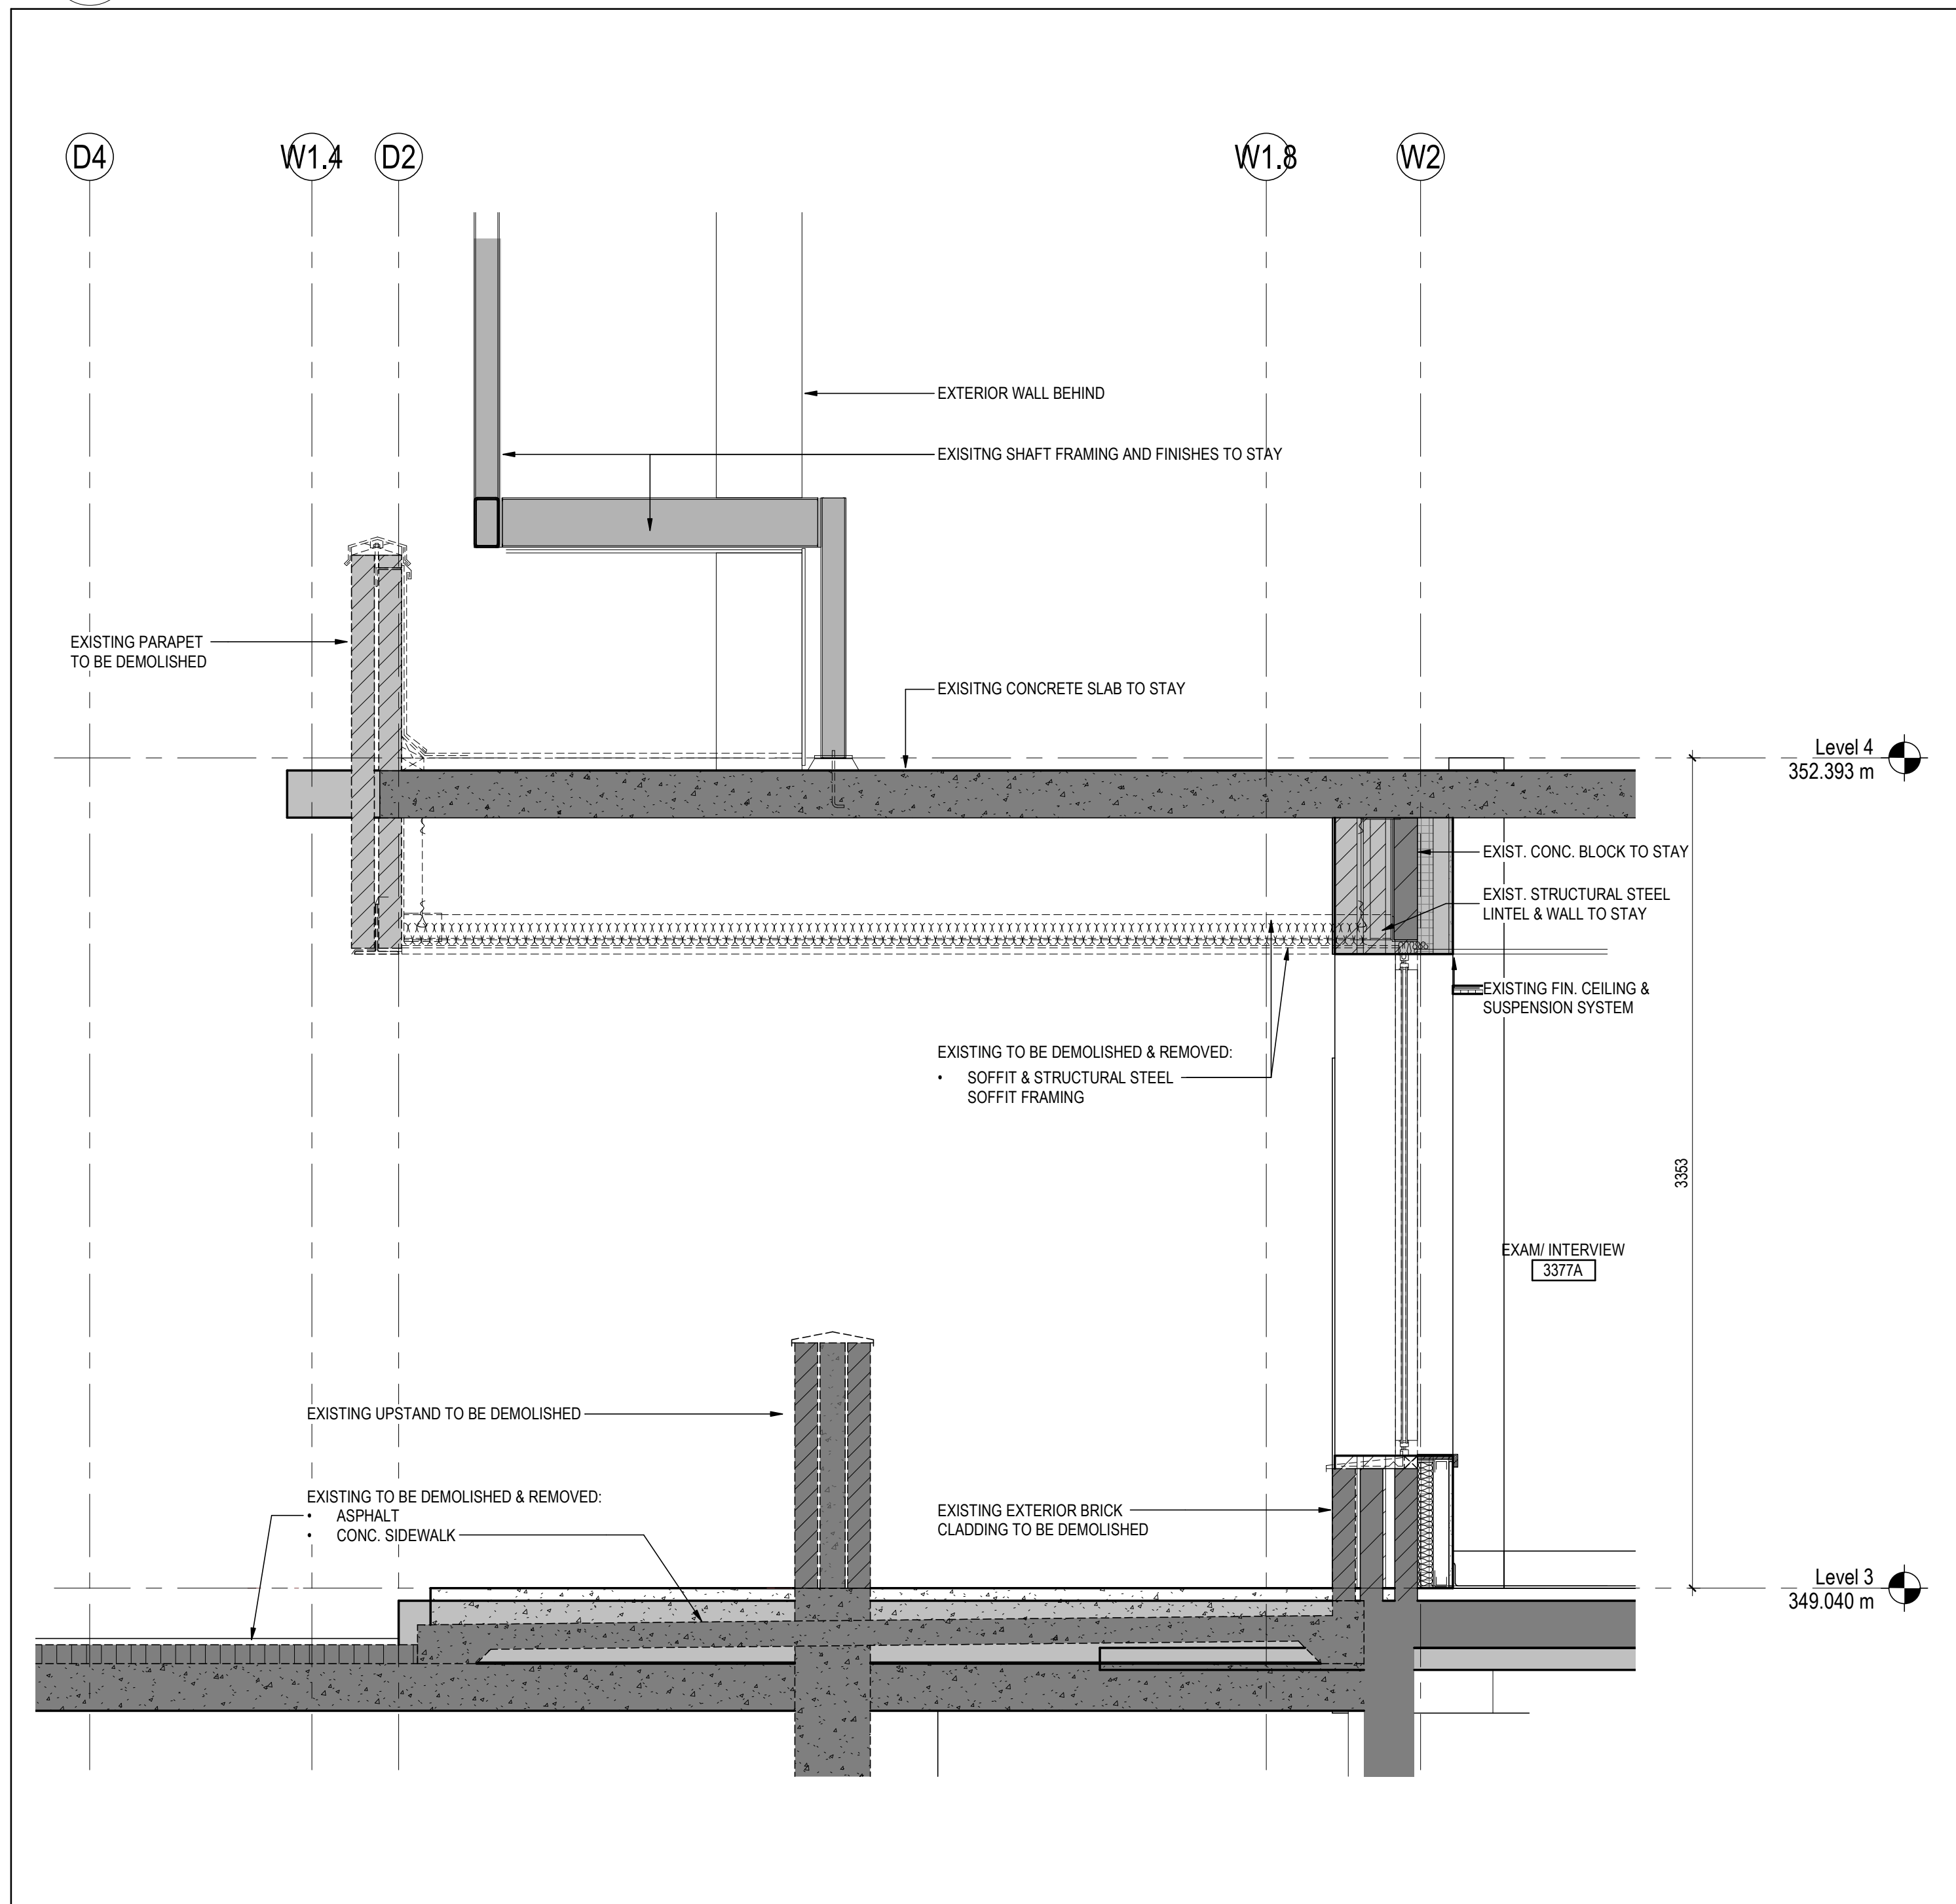 D4
W1.4
D2
W1.8
W2
EXTERIOR WALL BEHIND
EXISITNG SHAFT FRAMING AND FINISHES TO STAY
EXISTING PARAPET
TO BE DEMOLISHED
EXISITNG CONCRETE SLAB TO STAY
Level 4
352.393 m
EXIST. CONC. BLOCK TO STAY
EXIST. STRUCTURAL STEEL
LINTEL & WALL TO STAY
EXISTING FIN. CEILING &
SUSPENSION SYSTEM
EXISTING TO BE DEMOLISHED & REMOVED:
• SOFFIT & STRUCTURAL STEEL
SOFFIT FRAMING
3353
EXAM/ INTERVIEW
3377A
EXISTING UPSTAND TO BE DEMOLISHED
EXISTING TO BE DEMOLISHED & REMOVED:
• ASPHALT
• CONC. SIDEWALK
EXISTING EXTERIOR BRICK
CLADDING TO BE DEMOLISHED
Level 3
349.040 m